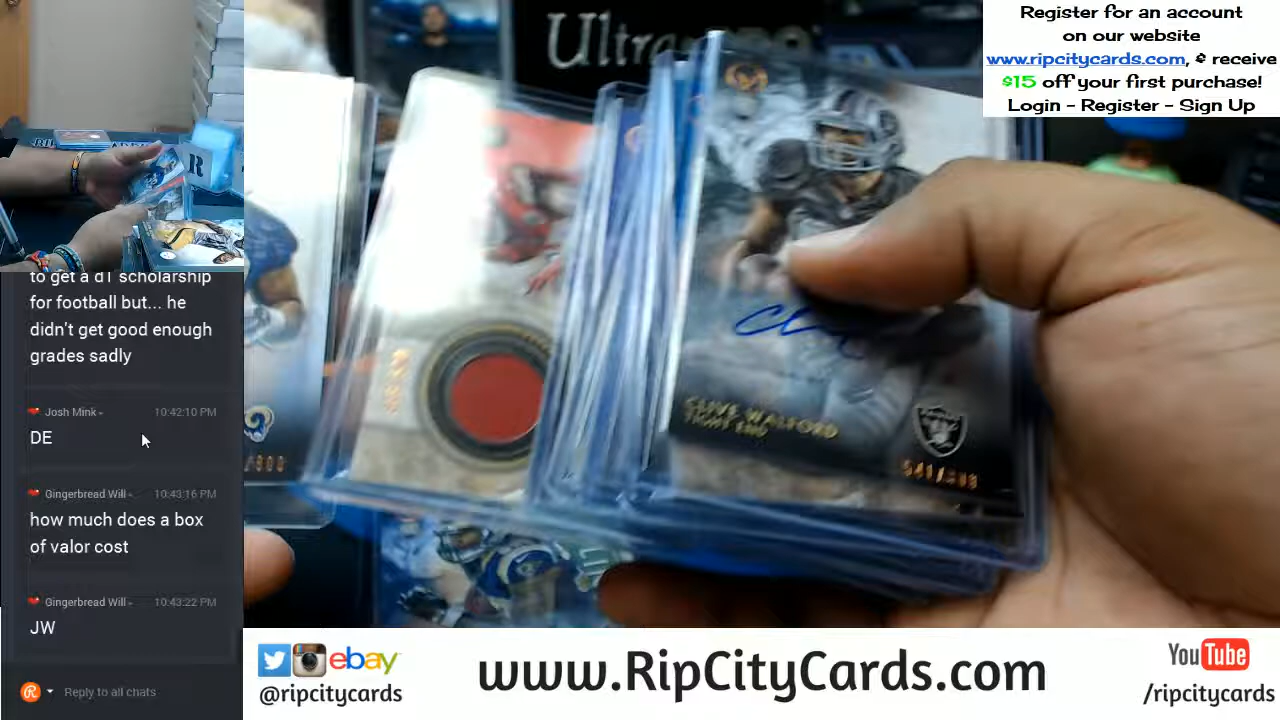 Register for an account
on our website
www.ripcitycards.com, & receive
$15 off your first purchase!
Login - Register - Sign Up
to get a d1 scholarship
for football but... he
didn't get good enough
grades sadly
Josh Mink 10:42:10 PM
DE
Gingerbread Will 10:43:16 PM
how much does a box
of valor cost
Gingerbread Will 10:43:22 PM
JW
Reply to all chats
Ultra PRO
CLIVE WALFORD
TIGHT END
RAIDERS
ebay
@ripcitycards
www.RipCityCards.com
YouTube
/ripcitycards